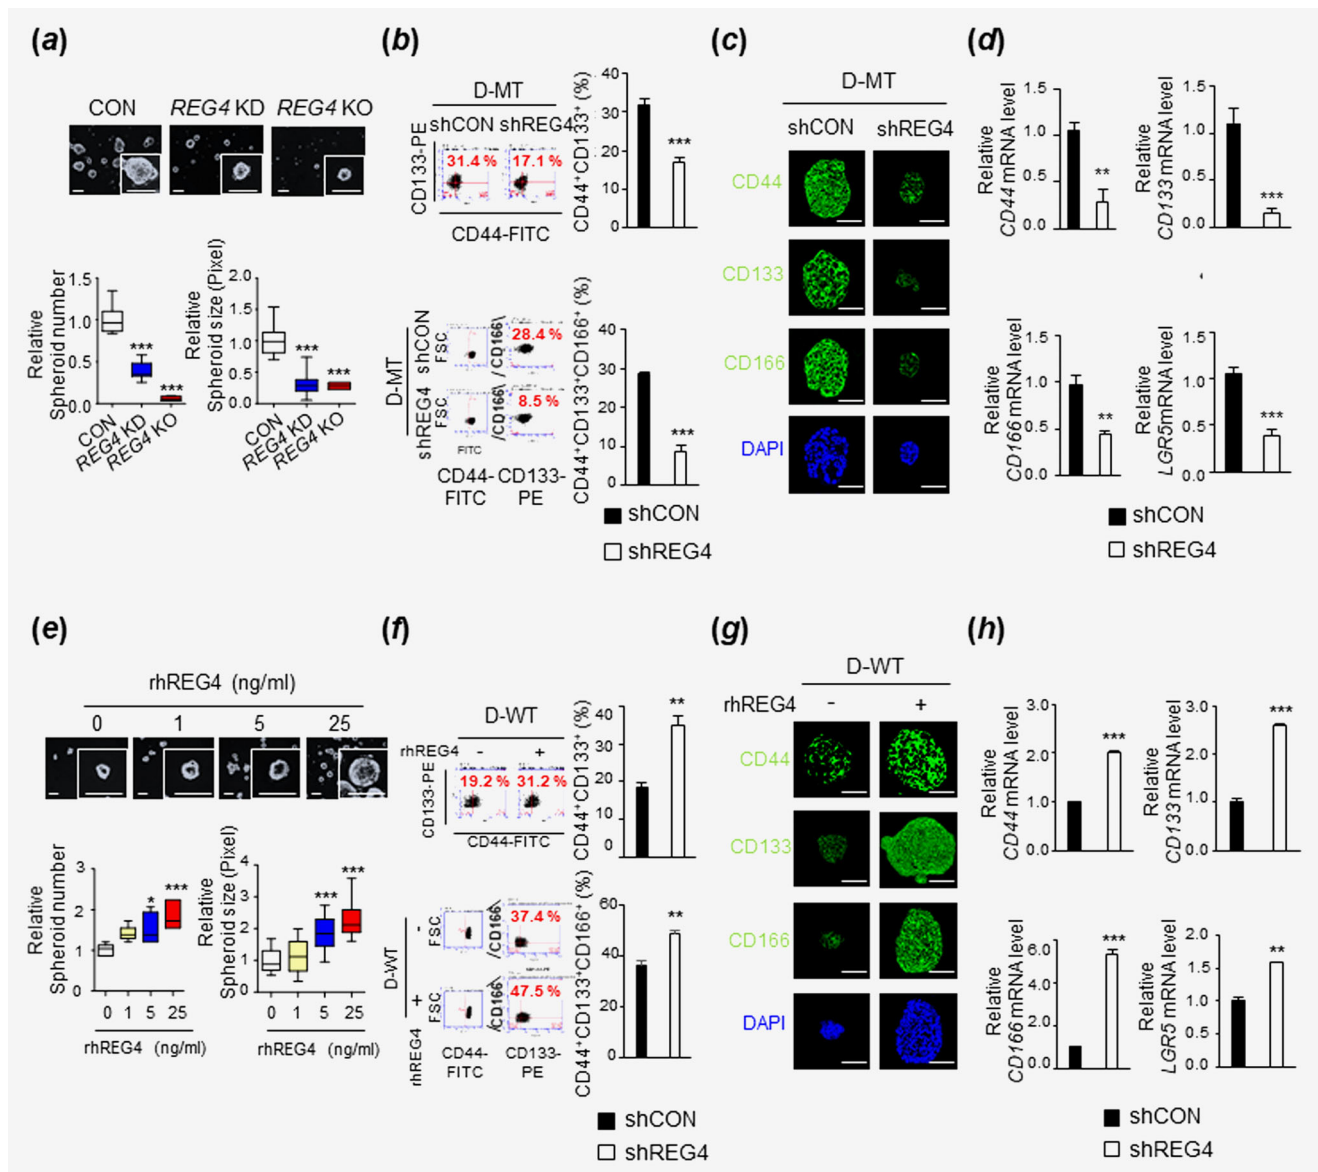 (a)
CON REG4 KD REG4 KO
Relative
Spheroid number
1.5
1.0
0.5
0.0
***
***
CON
REG4 KD
REG4 KO
Relative
Spheroid size (Pixel)
2.0
1.5
1.0
0.5
0.0
***
***
CON
REG4 KD
REG4 KO
(b)
D-MT
shCON shREG4
CD133-PE
31.4 % 17.1 %
CD44-FITC
CD44+CD133+ (%)
40
30
20
10
0
***
D-MT
shCON
shREG4
FSC
FSC
/CD166\
/CD166\
28.4 %
8.5 %
FITC
CD44-
FITC
CD133-
PE
CD44+CD133+CD166+ (%)
40
30
20
10
0
***
shCON
shREG4
(c)
D-MT
shCON shREG4
CD44
CD133
CD166
DAPI
(d)
Relative
CD44 mRNA level
1.5
1.0
0.5
0.0
**
Relative
CD133 mRNA level
1.5
1.0
0.5
0.0
***
Relative
CD166 mRNA level
1.5
1.0
0.5
0.0
**
Relative
LGR5mRNA level
1.5
1.0
0.5
0.0
***
shCON
shREG4
(e)
rhREG4 (ng/ml)
0 1 5 25
Relative
Spheroid number
3
2
1
0
* ***
0 1 5 25
rhREG4 (ng/ml)
Relative
Spheroid size (Pixel)
4
3
2
1
0
*** ***
0 1 5 25
rhREG4 (ng/ml)
(f)
D-WT
rhREG4 - +
CD133-PE
19.2 % 31.2 %
CD44-FITC
CD44+CD133+ (%)
40
30
20
10
0
**
D-WT
rhREG4
-
+
FSC
FSC
/CD166
/CD166
37.4 %
47.5 %
CD44-
FITC
CD133-
PE
CD44+CD133+CD166+ (%)
60
40
20
0
**
shCON
shREG4
(g)
D-WT
rhREG4 - +
CD44
CD133
CD166
DAPI
(h)
Relative
CD44 mRNA level
3.0
2.0
1.0
0.0
***
Relative
CD133 mRNA level
3.0
2.0
1.0
0.0
***
Relative
CD166 mRNA level
6.0
4.0
2.0
0.0
***
Relative
LGR5 mRNA level
2.0
1.5
1.0
0.5
0.0
**
shCON
shREG4